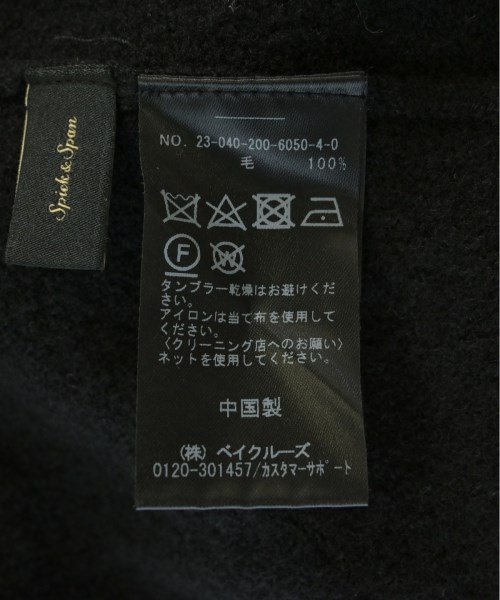 Spick & Span
NO. 23-040-200-6050-4-0
毛 100%
F
W
タンブラー乾燥はお避けくだ
さい。
アイロンは当て布を使用して
ください。
〈クリーニング店へのお願い〉
ネットを使用してください。
中国製
(株) ベイクルーズ
0120-301457/カスタマーサポート